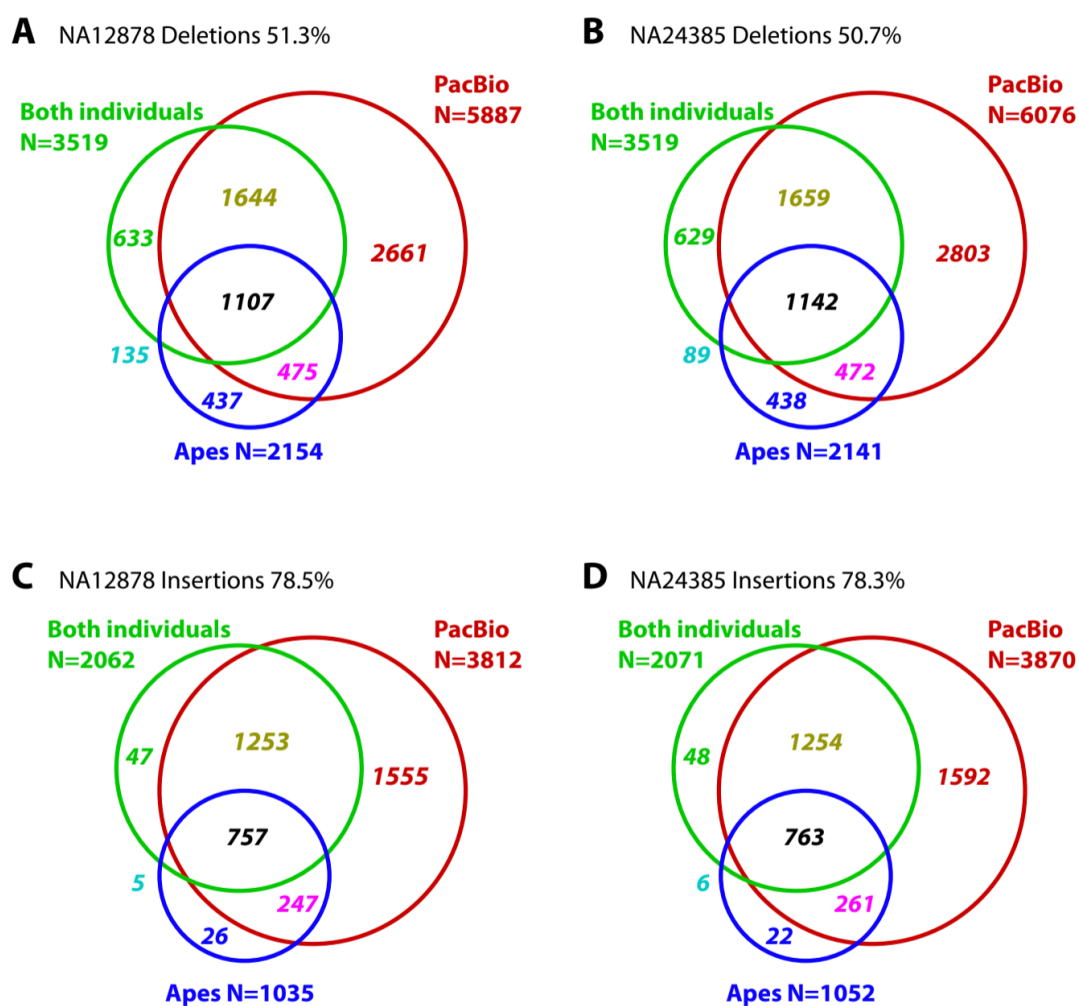 A NA12878 Deletions 51.3%
Both individuals
N=3519
PacBio
N=5887
1644
633
2661
1107
135
475
437
Apes N=2154
B NA24385 Deletions 50.7%
Both individuals
N=3519
PacBio
N=6076
1659
629
2803
1142
89
472
438
Apes N=2141
C NA12878 Insertions 78.5%
Both individuals
N=2062
PacBio
N=3812
1253
47
1555
757
5
247
26
Apes N=1035
D NA24385 Insertions 78.3%
Both individuals
N=2071
PacBio
N=3870
1254
48
1592
763
6
261
22
Apes N=1052